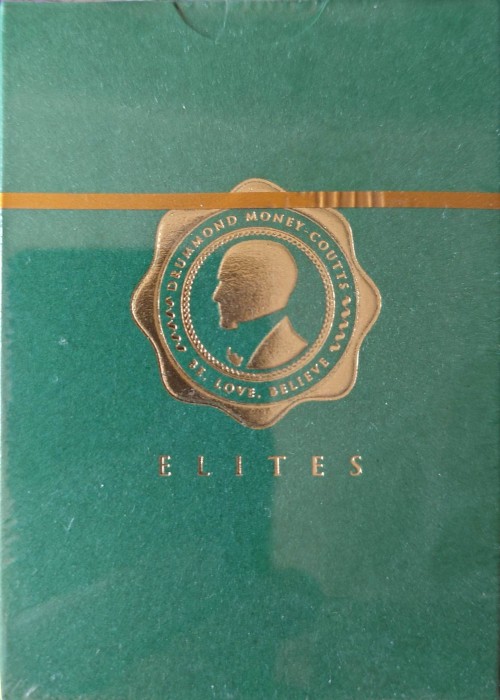 DRUMMOND MONEY-COUTTS
BE. LOVE. BELIEVE
ELITES